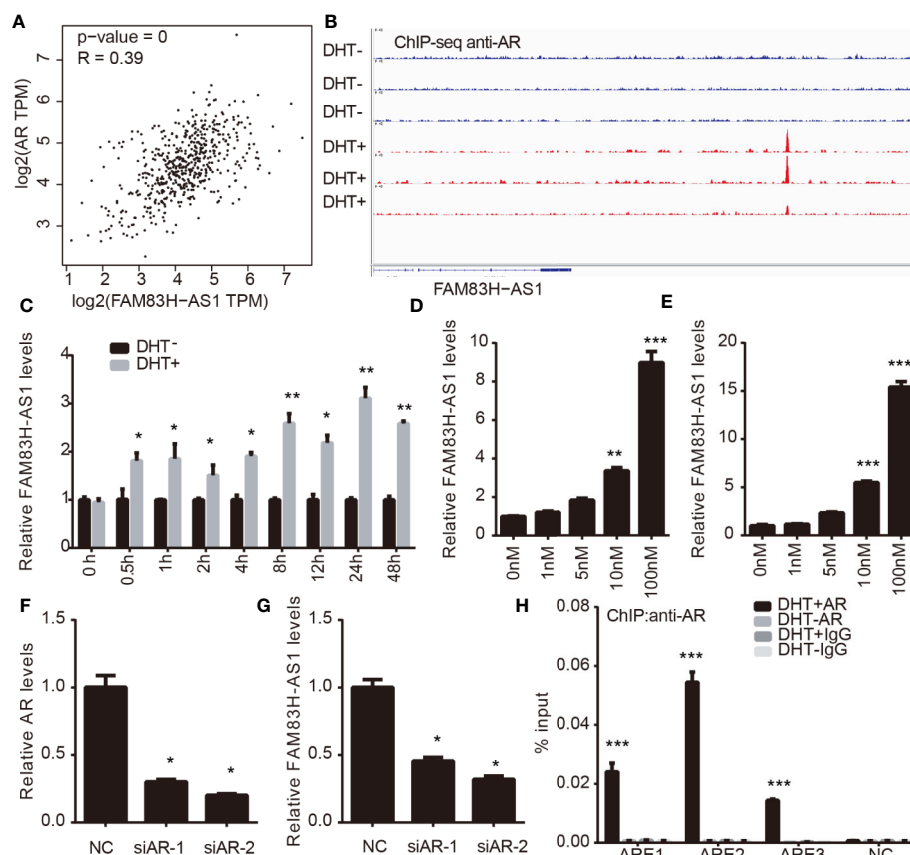 A
p-value = 0
R = 0.39
log2(AR TPM)
7
6
5
4
3
1 2 3 4 5 6 7
log2(FAM83H−AS1 TPM)
B
ChIP-seq anti-AR
DHT-
DHT-
DHT-
DHT+
DHT+
DHT+
FAM83H−AS1
C
DHT-
DHT+
Relative FAM83H-AS1 levels
4
3
2
1
0
* * * * ** * ** **
0 h 0.5h 1h 2h 4h 8h 12h 24h 48h
D
Relative FAM83H-AS1 levels
10
8
6
4
2
0
** ***
0nM 1nM 5nM 10nM 100nM
E
Relative FAM83H-AS1 levels
20
15
10
5
0
*** ***
0nM 1nM 5nM 10nM 100nM
F
Relative AR levels
1.5
1.0
0.5
0.0
* *
NC siAR-1 siAR-2
G
Relative FAM83H-AS1 levels
1.5
1.0
0.5
0.0
* *
NC siAR-1 siAR-2
H
ChIP:anti-AR
DHT+AR
DHT-AR
DHT+IgG
DHT-IgG
% input
0.08
0.06
0.04
0.02
0.00
*** *** ***
ARE1 ARE2 ARE3 NC